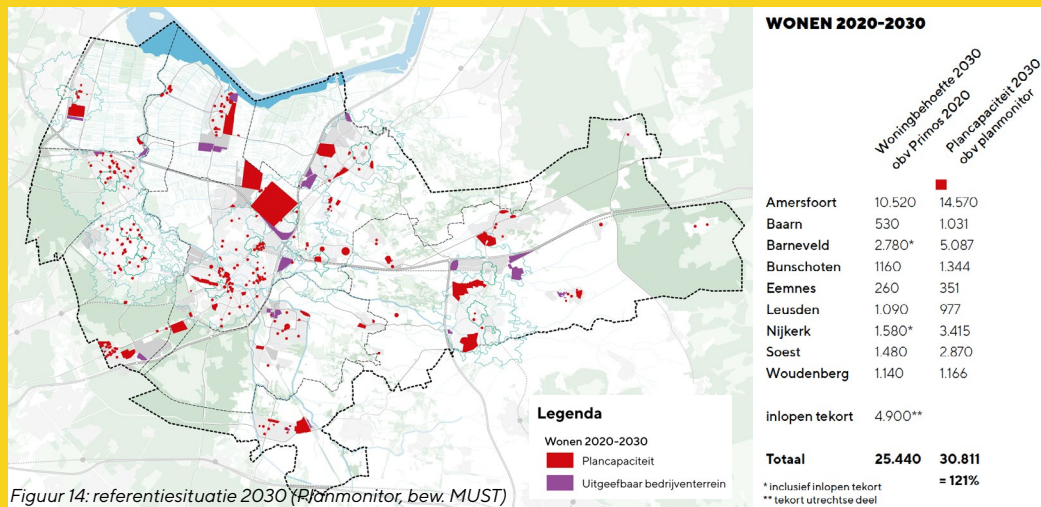 WONEN 2020-2030
Woningbehoefte 2030
obv Primos 2020
Plancapaciteit 2030
obv planmonitor
Amersfoort 10.520 14.570
Baarn 530 1.031
Barneveld 2.780* 5.087
Bunschoten 1160 1.344
Eemnes 260 351
Leusden 1.090 977
Nijkerk 1.580* 3.415
Soest 1.480 2.870
Woudenberg 1.140 1.166
inlopen tekort 4.900**
Totaal 25.440 30.811
= 121%
* inclusief inlopen tekort
** tekort utrechtse deel
Legenda
Wonen 2020-2030
Plancapaciteit
Uitgeefbaar bedrijventerrein
Figuur 14: referentiesituatie 2030 (Planmonitor, bew. MUST)